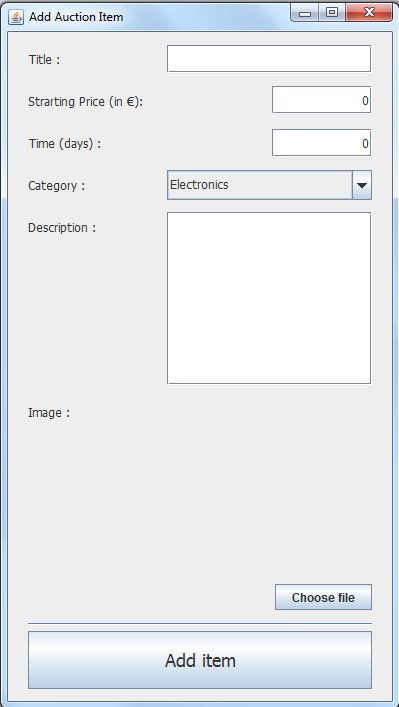 Add Auction Item
Title :
Strarting Price (in €):
0
Time (days) :
0
Category :
Electronics
Description :
Image :
Choose file
Add item